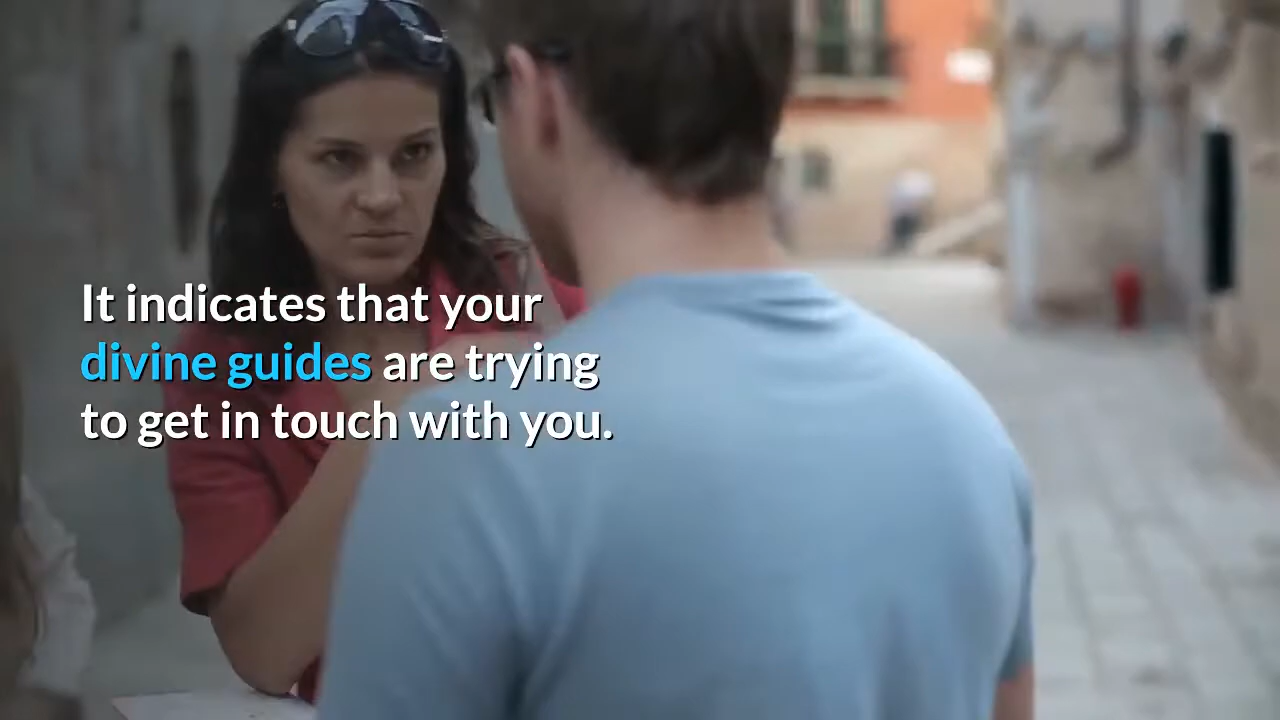 It indicates that your
divine guides are trying
to get in touch with you.